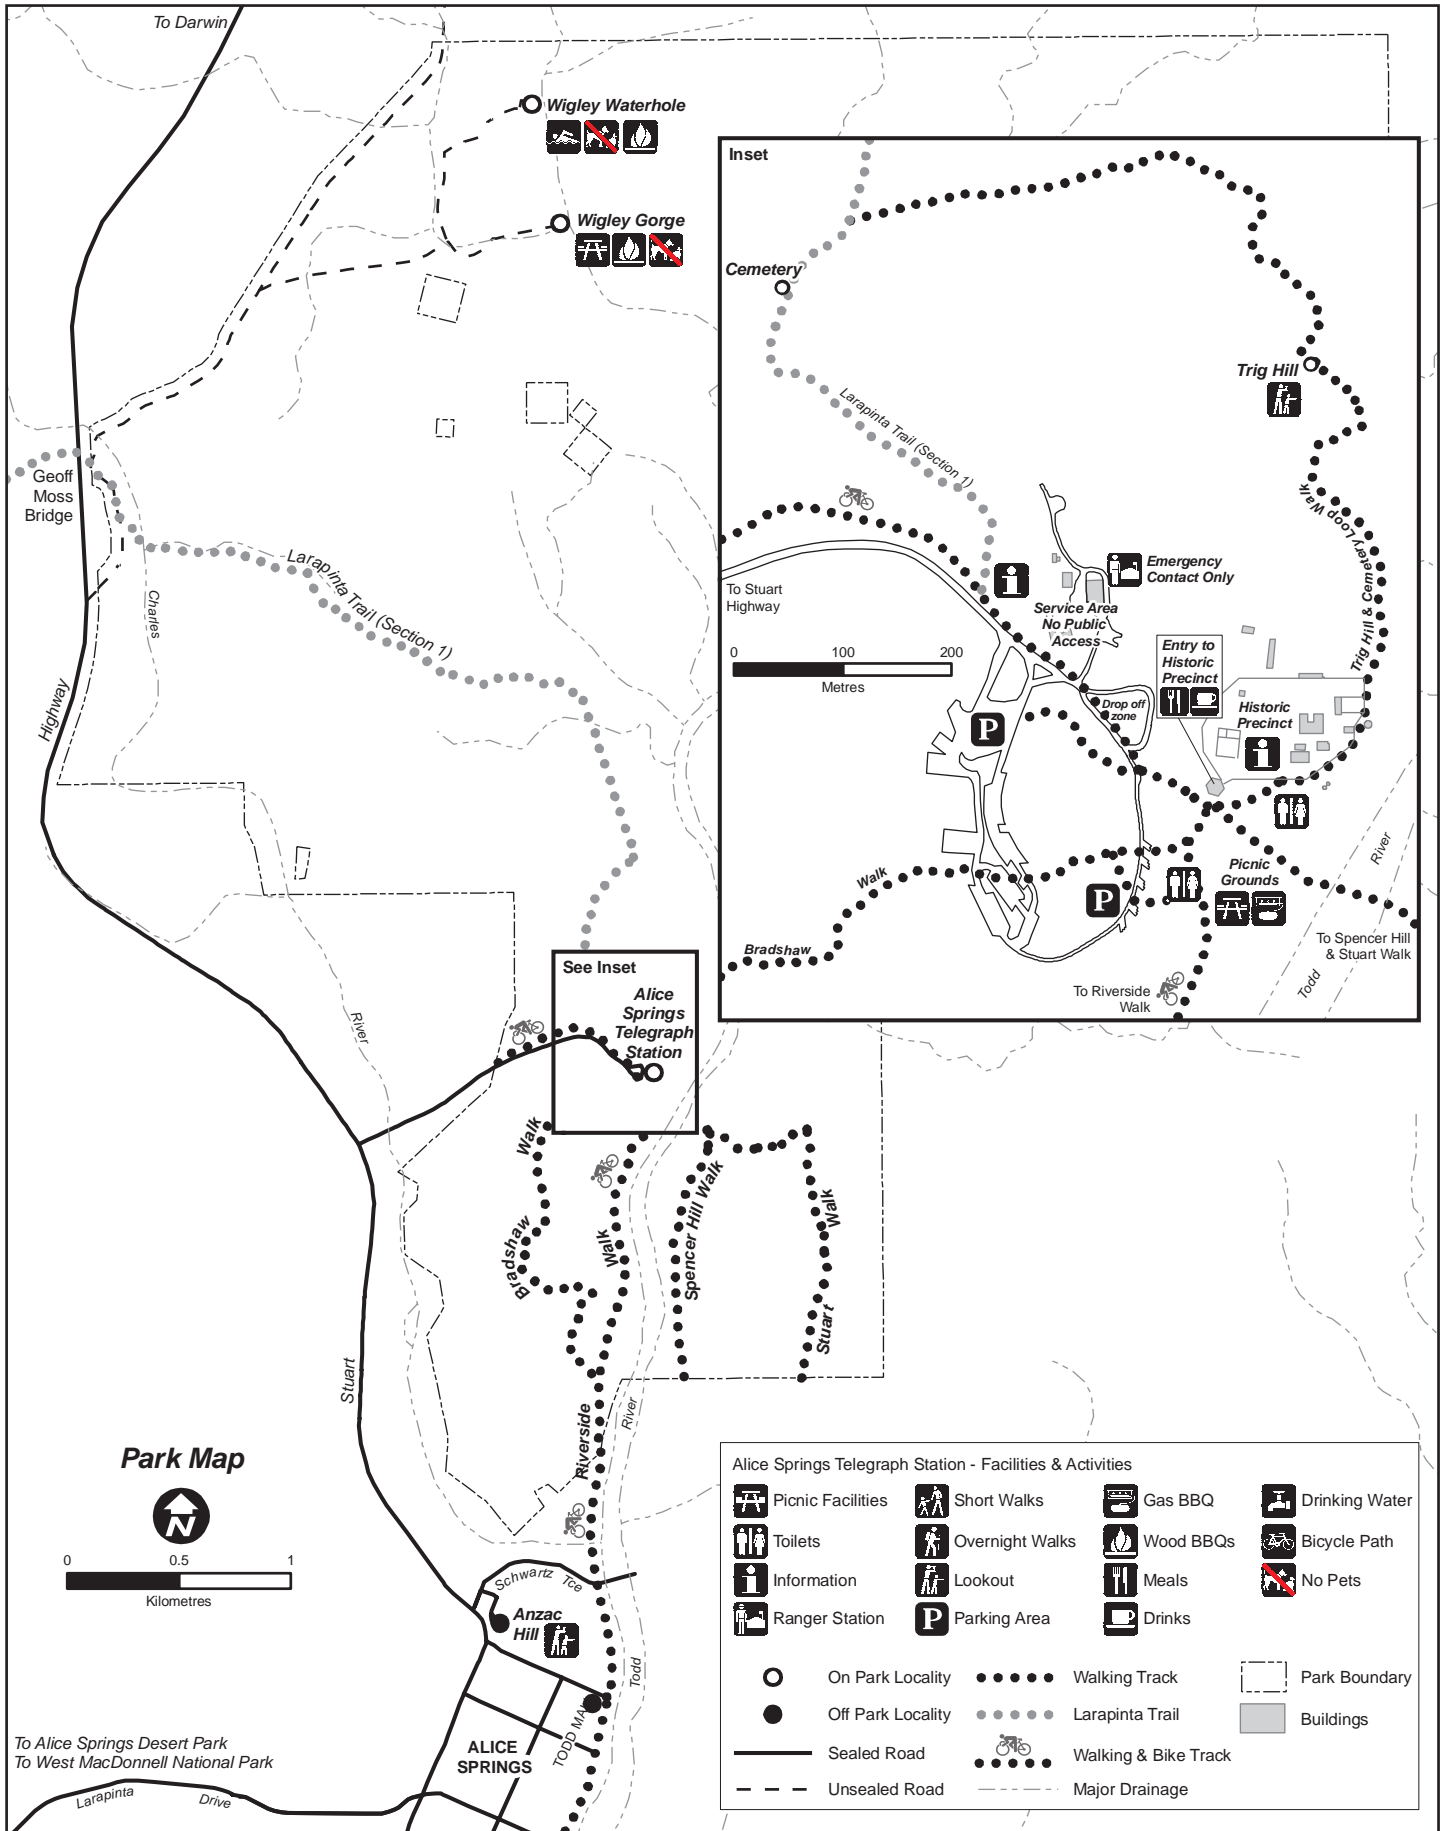 To Darwin
Wigley Waterhole
Wigley Gorge
Geoff
Moss
Bridge
Larapinta Trail (Section 1)
Charles
Highway
See Inset
Alice
Springs
Telegraph
Station
River
Walk
Bradshaw
Walk
Riverside
Spencer Hill Walk
Walk
Stuart
Stuart
River
Park Map
N
0 0.5 1
Kilometres
Schwartz Tce
Anzac
Hill
Todd
TODD MALL
ALICE
SPRINGS
To Alice Springs Desert Park
To West MacDonnell National Park
Larapinta Drive
Inset
Cemetery
Trig Hill
Larapinta Trail (Section 1)
Trig Hill & Cemetery Loop Walk
To Stuart
Highway
i
Emergency
Contact Only
Service Area
No Public
Access
0 100 200
Metres
Entry to
Historic
Precinct
Drop off
zone
Historic
Precinct
i
P
P
Picnic
Grounds
Walk
Bradshaw
River
Todd
To Spencer Hill
& Stuart Walk
To Riverside
Walk
Alice Springs Telegraph Station - Facilities & Activities
Picnic Facilities
Short Walks
Gas BBQ
Drinking Water
Toilets
Overnight Walks
Wood BBQs
Bicycle Path
i
Information
Lookout
Meals
No Pets
Ranger Station
P
Parking Area
Drinks
On Park Locality
Walking Track
Park Boundary
Off Park Locality
Larapinta Trail
Buildings
Sealed Road
Walking & Bike Track
Unsealed Road
Major Drainage